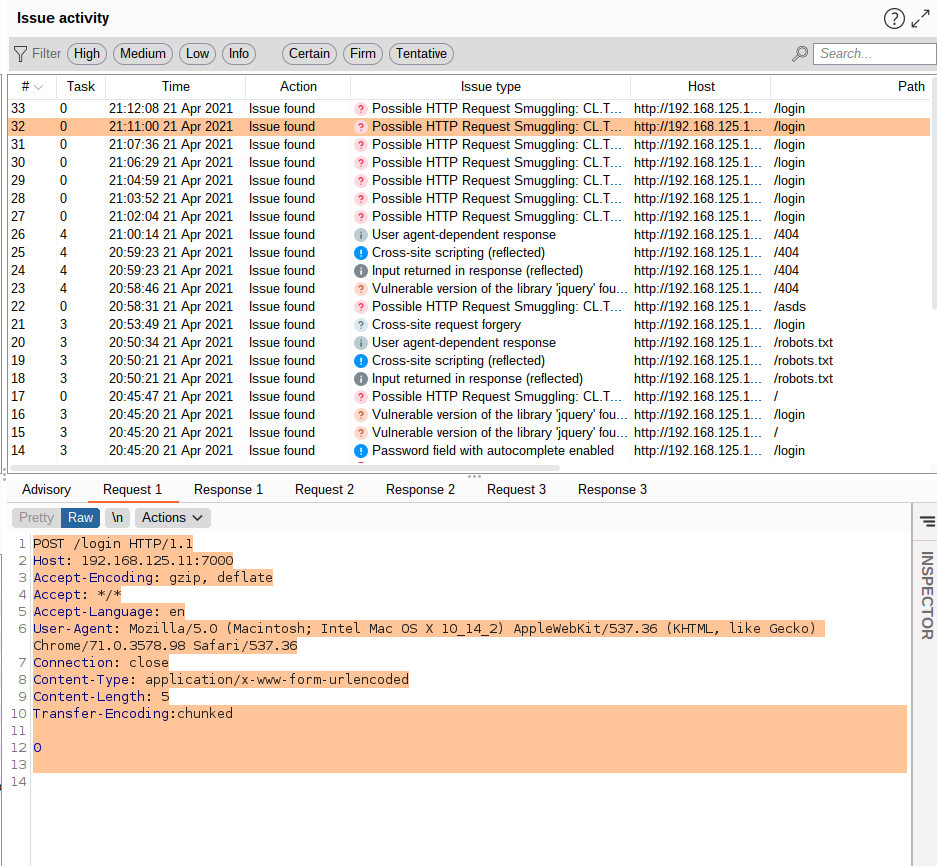 Issue activity
?
Filter High Medium Low Info Certain Firm Tentative Search...
# Task Time Action Issue type Host Path
33 0 21:12:08 21 Apr 2021 Issue found ? Possible HTTP Request Smuggling: CL.T... http://192.168.125.1... /login
32 0 21:11:00 21 Apr 2021 Issue found ? Possible HTTP Request Smuggling: CL.T... http://192.168.125.1... /login
31 0 21:07:36 21 Apr 2021 Issue found ? Possible HTTP Request Smuggling: CL.T... http://192.168.125.1... /login
30 0 21:06:29 21 Apr 2021 Issue found ? Possible HTTP Request Smuggling: CL.T... http://192.168.125.1... /login
29 0 21:04:59 21 Apr 2021 Issue found ? Possible HTTP Request Smuggling: CL.T... http://192.168.125.1... /login
28 0 21:03:52 21 Apr 2021 Issue found ? Possible HTTP Request Smuggling: CL.T... http://192.168.125.1... /login
27 0 21:02:04 21 Apr 2021 Issue found ? Possible HTTP Request Smuggling: CL.T... http://192.168.125.1... /login
26 4 21:00:14 21 Apr 2021 Issue found i User agent-dependent response http://192.168.125.1... /404
25 4 20:59:23 21 Apr 2021 Issue found ! Cross-site scripting (reflected) http://192.168.125.1... /404
24 4 20:59:23 21 Apr 2021 Issue found i Input returned in response (reflected) http://192.168.125.1... /404
23 4 20:58:46 21 Apr 2021 Issue found ? Vulnerable version of the library 'jquery' fou... http://192.168.125.1... /404
22 0 20:58:31 21 Apr 2021 Issue found ? Possible HTTP Request Smuggling: CL.T... http://192.168.125.1... /asds
21 3 20:53:49 21 Apr 2021 Issue found ? Cross-site request forgery http://192.168.125.1... /login
20 3 20:50:34 21 Apr 2021 Issue found i User agent-dependent response http://192.168.125.1... /robots.txt
19 3 20:50:21 21 Apr 2021 Issue found ! Cross-site scripting (reflected) http://192.168.125.1... /robots.txt
18 3 20:50:21 21 Apr 2021 Issue found i Input returned in response (reflected) http://192.168.125.1... /robots.txt
17 0 20:45:47 21 Apr 2021 Issue found ? Possible HTTP Request Smuggling: CL.T... http://192.168.125.1... /
16 3 20:45:20 21 Apr 2021 Issue found ? Vulnerable version of the library 'jquery' fou... http://192.168.125.1... /login
15 3 20:45:20 21 Apr 2021 Issue found ? Vulnerable version of the library 'jquery' fou... http://192.168.125.1... /
14 3 20:45:20 21 Apr 2021 Issue found ! Password field with autocomplete enabled http://192.168.125.1... /login
Advisory Request 1 Response 1 Request 2 Response 2 Request 3 Response 3
Pretty Raw \n Actions
1 POST /login HTTP/1.1
2 Host: 192.168.125.11:7000
3 Accept-Encoding: gzip, deflate
4 Accept: */*
5 Accept-Language: en
6 User-Agent: Mozilla/5.0 (Macintosh; Intel Mac OS X 10_14_2) AppleWebKit/537.36 (KHTML, like Gecko)
Chrome/71.0.3578.98 Safari/537.36
7 Connection: close
8 Content-Type: application/x-www-form-urlencoded
9 Content-Length: 5
10 Transfer-Encoding:chunked
11
12 0
13
14
INSPECTOR